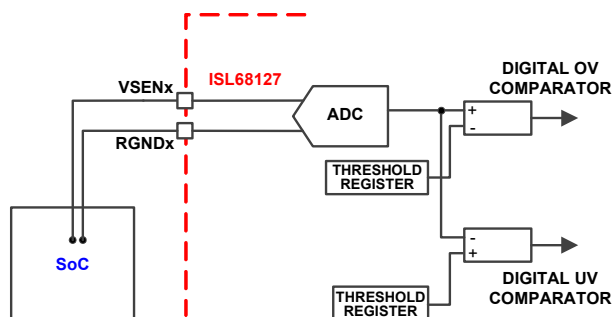 VSENx
ISL68127
DIGITAL OV
COMPARATOR
ADC
+
-
RGNDx
THRESHOLD
REGISTER
SoC
-
+
DIGITAL UV
COMPARATOR
THRESHOLD
REGISTER